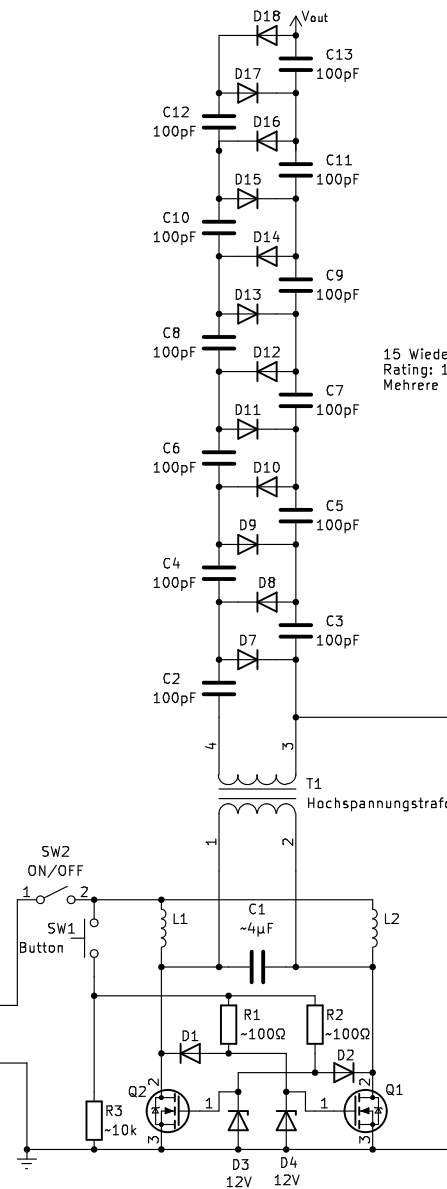 D18 Vout
C13
100pF
D17
C12
100pF
D16
C11
100pF
D15
C10
100pF
D14
C9
100pF
D13
C8
100pF
D12
15 Wiede
Rating: 1
Mehrere
C7
100pF
D11
C6
100pF
D10
C5
100pF
D9
C4
100pF
D8
C3
100pF
D7
C2
100pF
4 3
T1
Hochspannungstrafo
1 2
SW2
ON/OFF
1 2
SW1
Button
L1
C1
~4µF
L2
R1
~100Ω
R2
~100Ω
D1
D2
Q2 2
1
3
2 Q1
1
3
R3
~10k
D3
12V
D4
12V